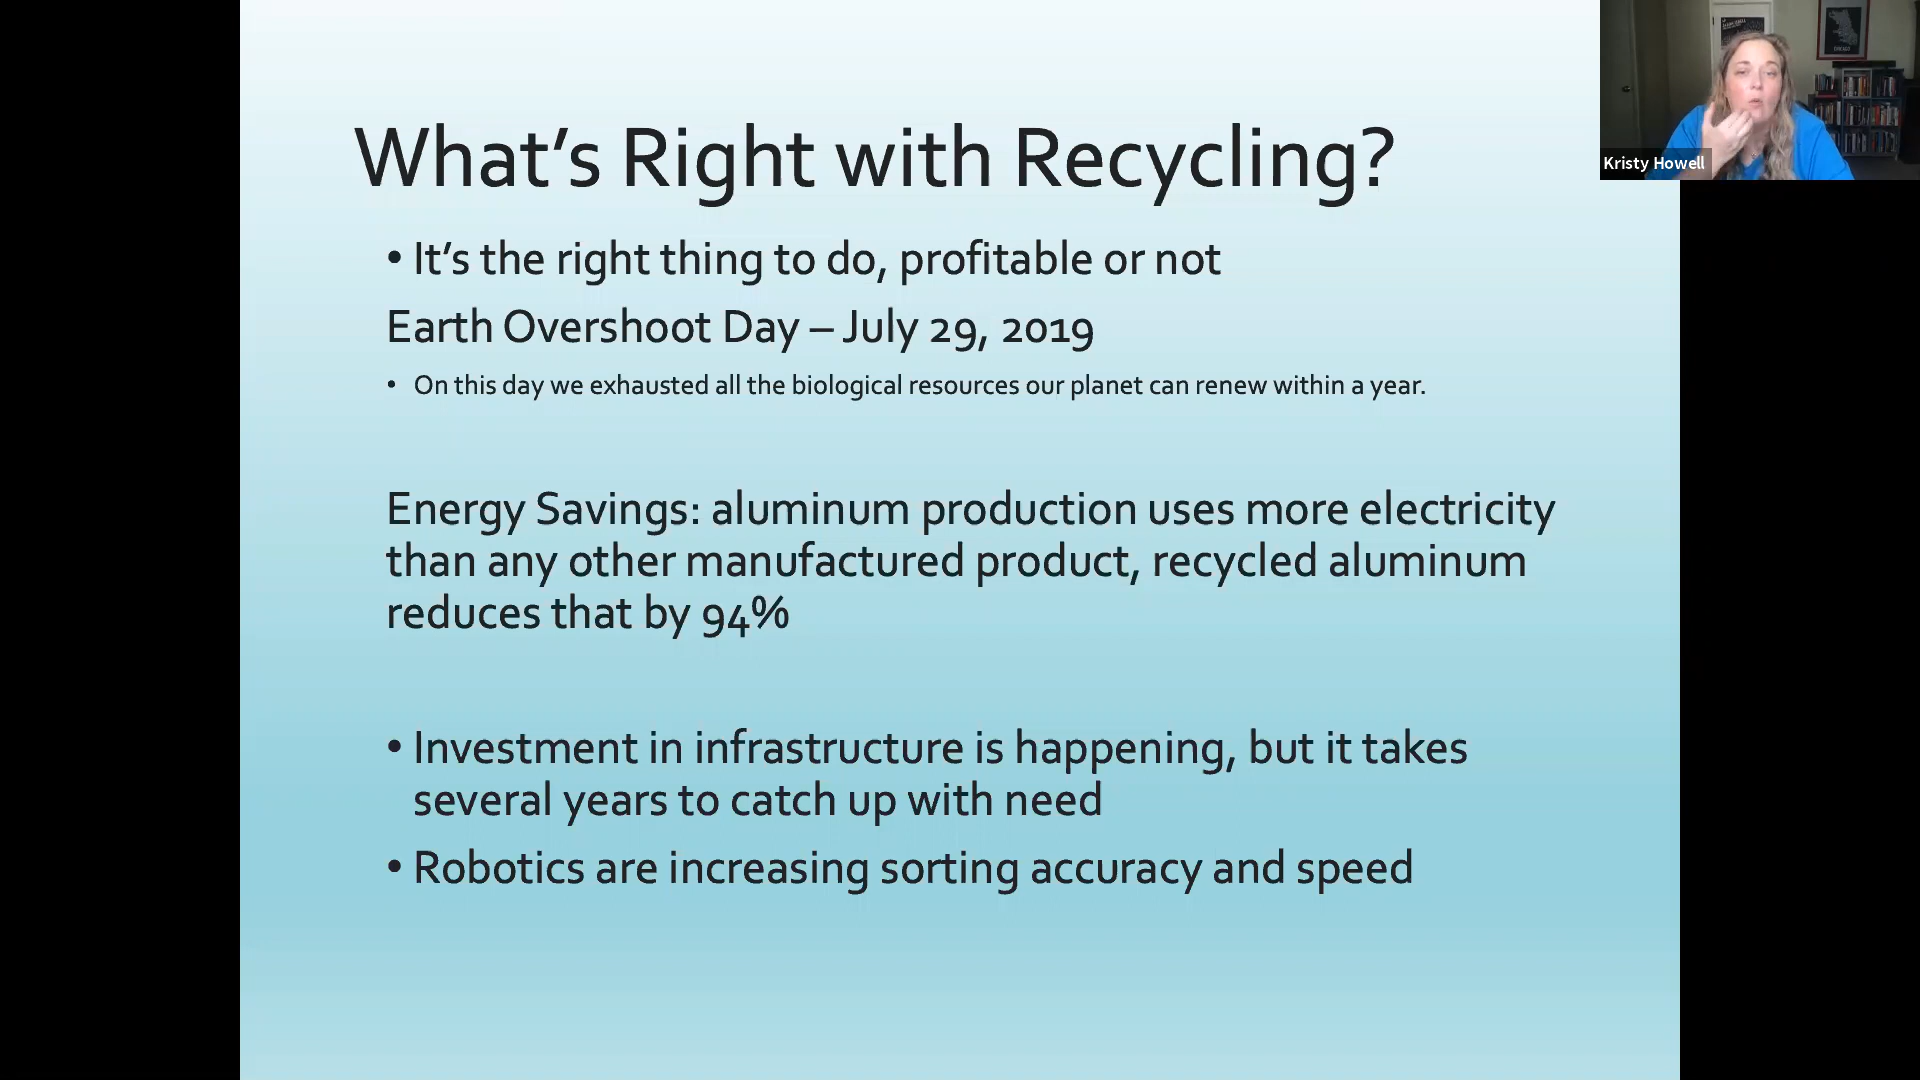 What's Right with Recycling?
• It's the right thing to do, profitable or not
Earth Overshoot Day – July 29, 2019
• On this day we exhausted all the biological resources our planet can renew within a year.
Energy Savings: aluminum production uses more electricity
than any other manufactured product, recycled aluminum
reduces that by 94%
• Investment in infrastructure is happening, but it takes
several years to catch up with need
• Robotics are increasing sorting accuracy and speed
Kristy Howell
CHICAGO